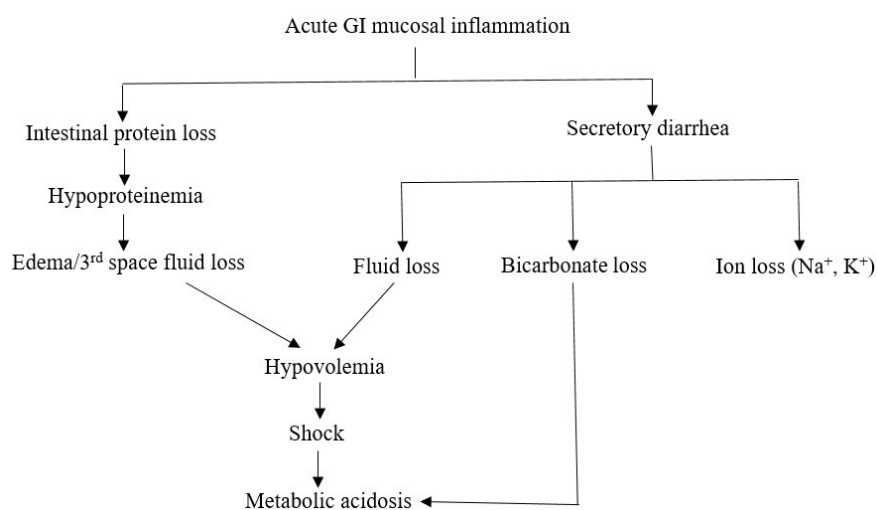 Acute GI mucosal inflammation
Intestinal protein loss
Secretory diarrhea
Hypoproteinemia
Edema/3rd space fluid loss
Fluid loss
Bicarbonate loss
Ion loss (Na⁺, K⁺)
Hypovolemia
Shock
Metabolic acidosis